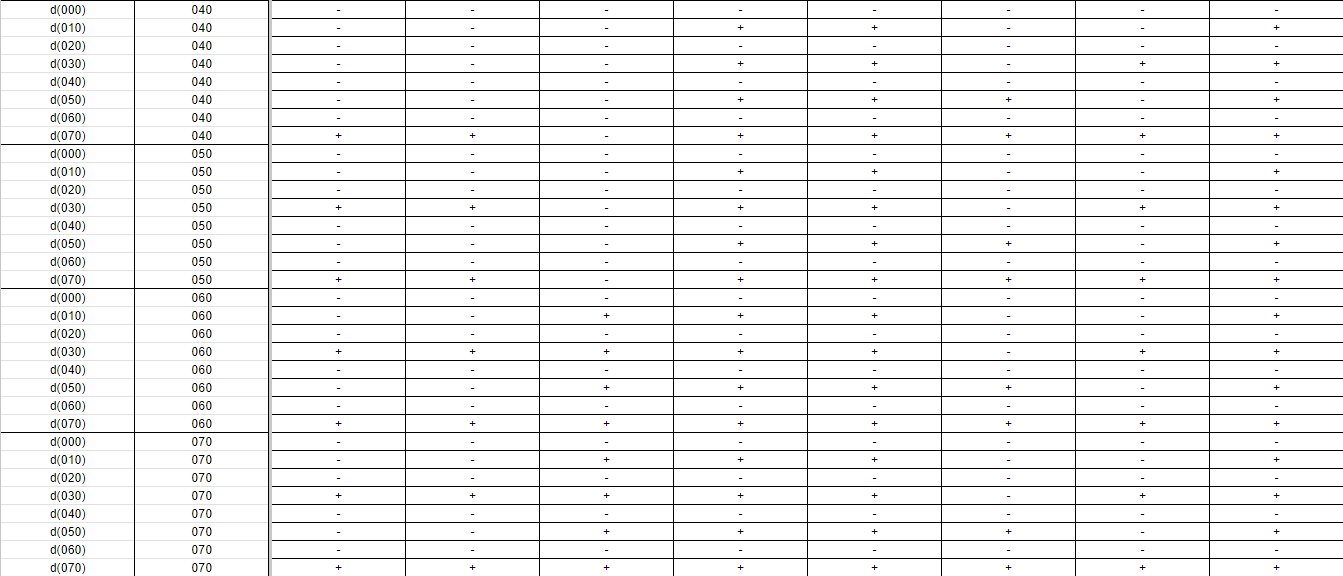 d(000) 040 - - - - - - - -
d(010) 040 - - - + + - - +
d(020) 040 - - - - - - - -
d(030) 040 - - - + + - + +
d(040) 040 - - - - - - - -
d(050) 040 - - - + + + - +
d(060) 040 - - - - - - - -
d(070) 040 + + - + + + + +
d(000) 050 - - - - - - - -
d(010) 050 - - - + + - - +
d(020) 050 - - - - - - - -
d(030) 050 + + - + + - + +
d(040) 050 - - - - - - - -
d(050) 050 - - - + + + - +
d(060) 050 - - - - - - - -
d(070) 050 + + - + + + + +
d(000) 060 - - - - - - - -
d(010) 060 - - + + + - - +
d(020) 060 - - - - - - - -
d(030) 060 + + + + + - + +
d(040) 060 - - - - - - - -
d(050) 060 - - + + + + - +
d(060) 060 - - - - - - - -
d(070) 060 + + + + + + + +
d(000) 070 - - - - - - - -
d(010) 070 - - + + + - - +
d(020) 070 - - - - - - - -
d(030) 070 + + + + + - + +
d(040) 070 - - - - - - - -
d(050) 070 - - + + + + - +
d(060) 070 - - - - - - - -
d(070) 070 + + + + + + + +